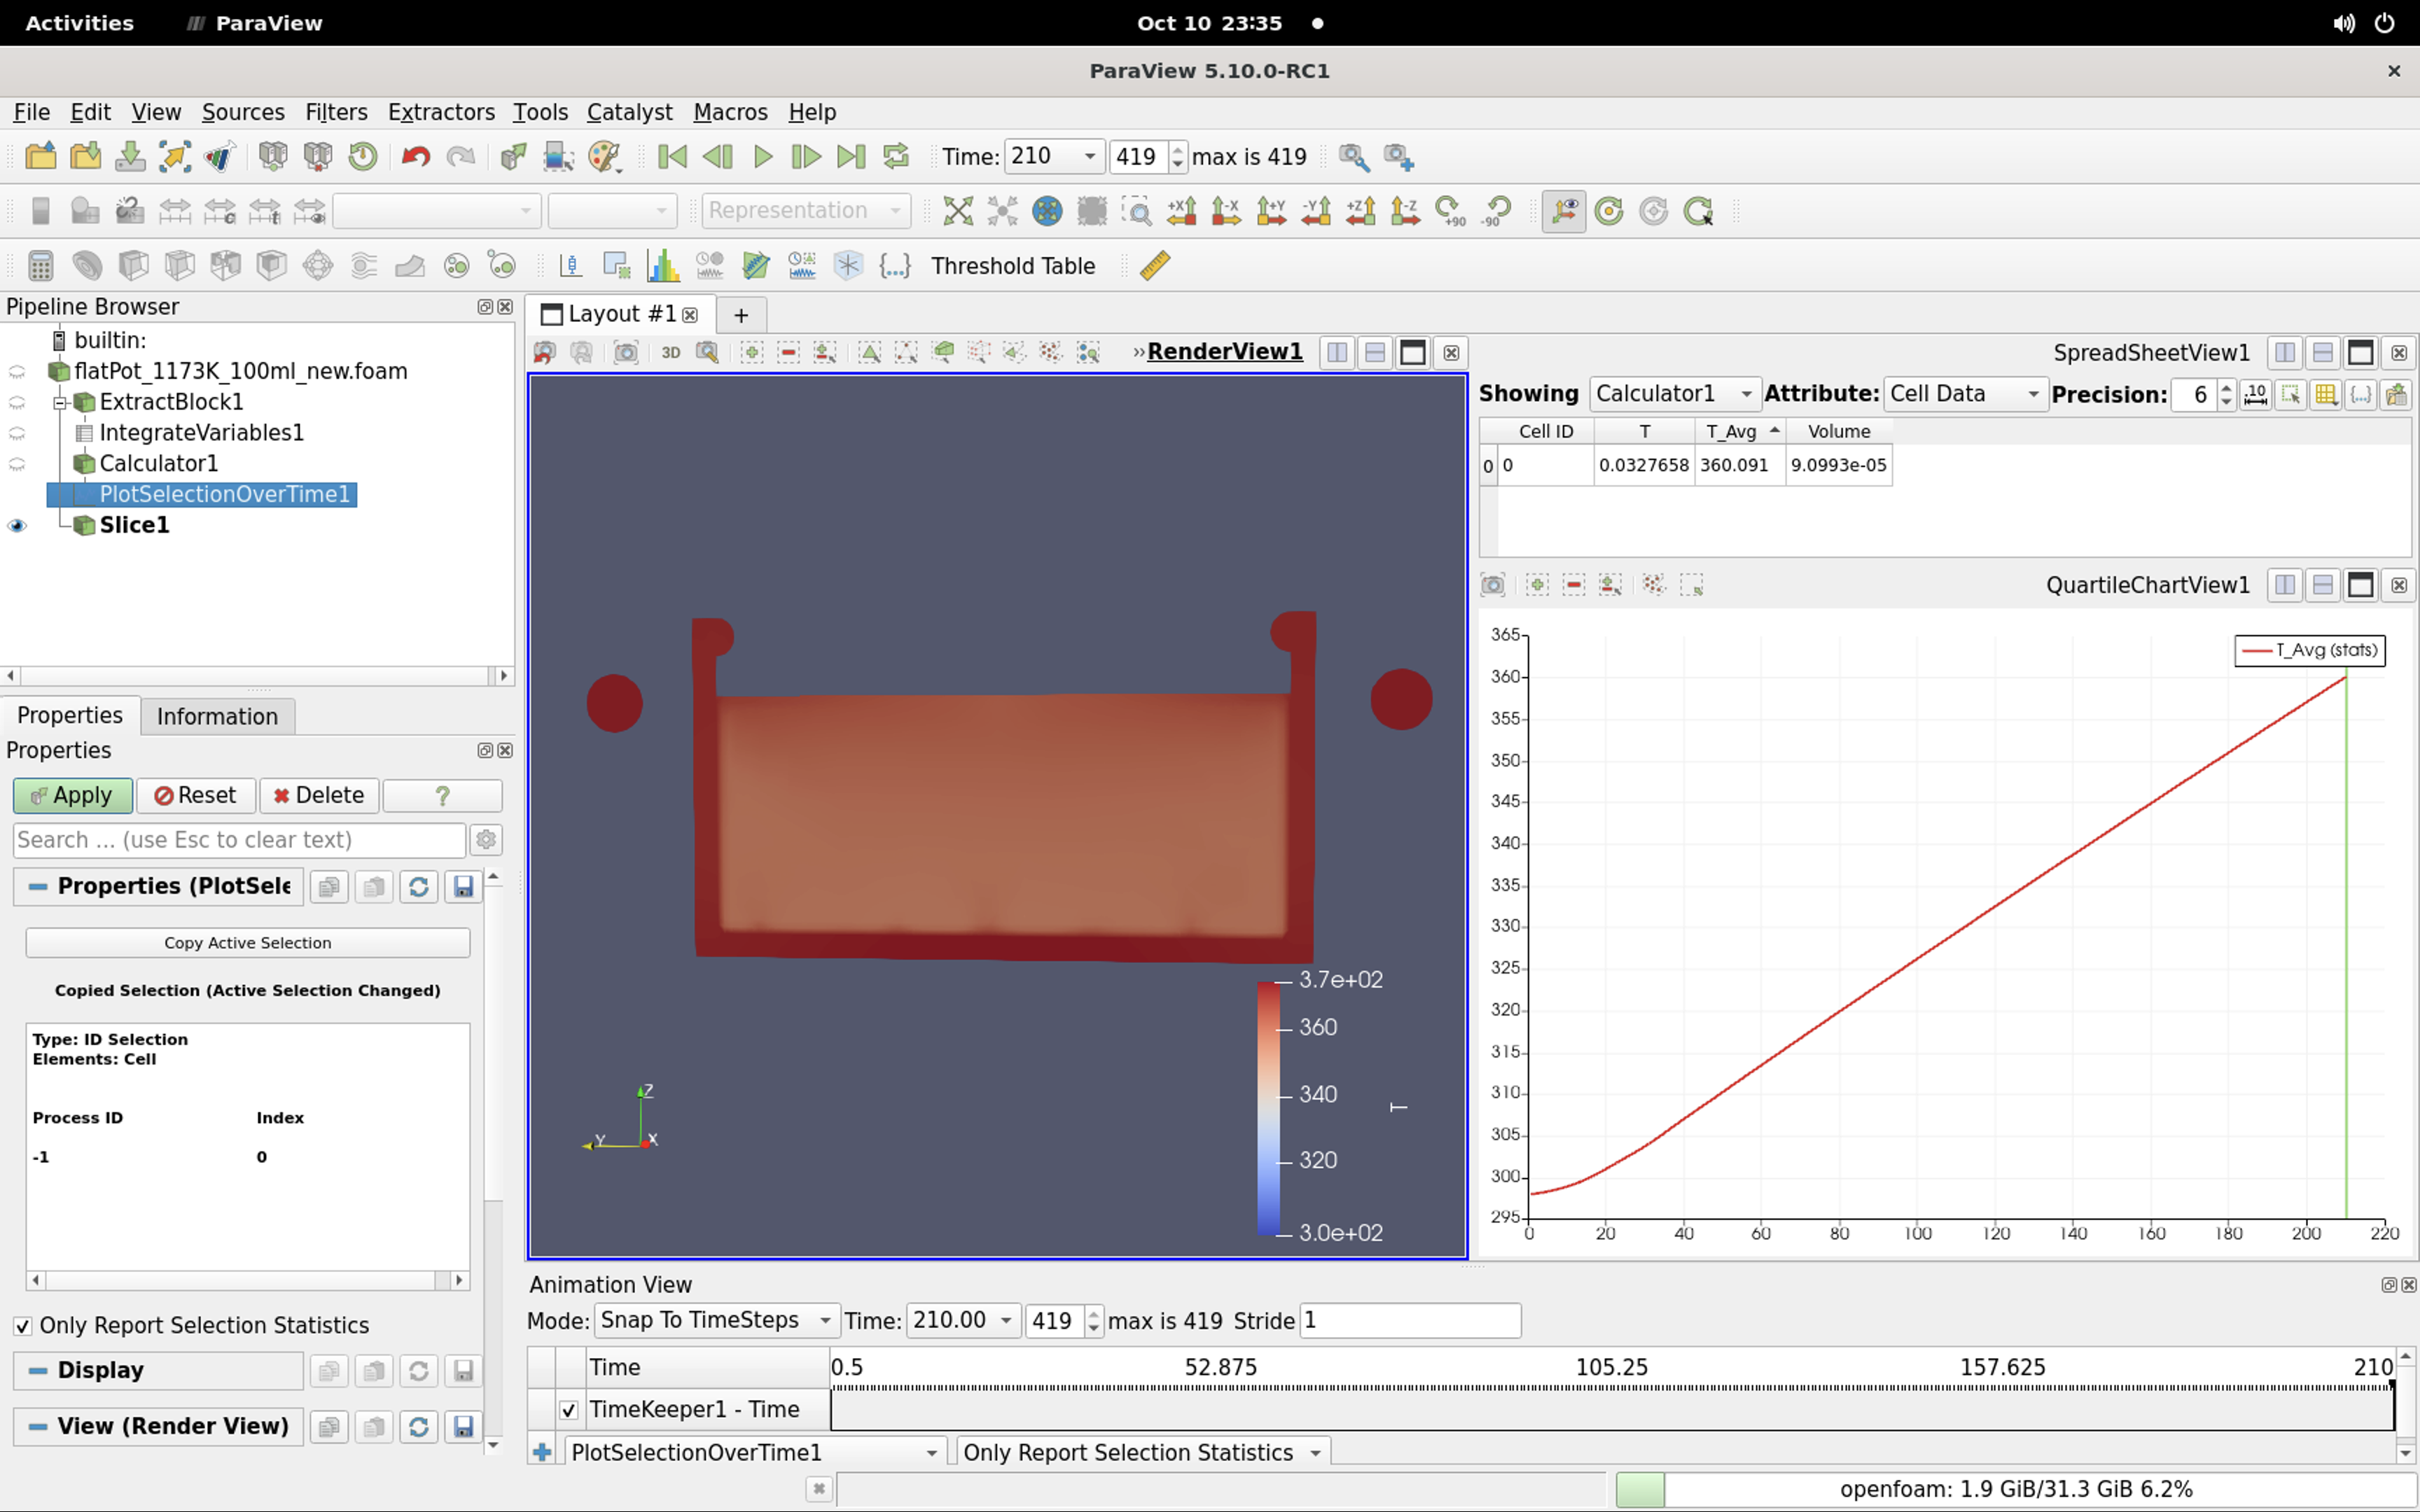 Activities ParaView Oct 10 23:35
ParaView 5.10.0-RC1
File Edit View Sources Filters Extractors Tools Catalyst Macros Help
Time: 210 419 max is 419
Representation +X -X +Y -Y +Z -Z +90 -90
Threshold Table
Pipeline Browser
builtin:
flatPot_1173K_100ml_new.foam
ExtractBlock1
IntegrateVariables1
Calculator1
PlotSelectionOverTime1
Slice1
Properties Information
Properties
Apply Reset Delete ?
Search ... (use Esc to clear text)
Properties (PlotSele
Copy Active Selection
Copied Selection (Active Selection Changed)
Type: ID Selection
Elements: Cell
Process ID Index
-1 0
Only Report Selection Statistics
Display
View (Render View)
Layout #1 +
3D » RenderView1
3.7e+02
360
340
320
3.0e+02
T
Z
Y X
SpreadSheetView1
Showing Calculator1 Attribute: Cell Data Precision: 6 .10
Cell ID T T_Avg Volume
0 0 0.0327658 360.091 9.0993e-05
QuartileChartView1
T_Avg (stats)
365
360
355
350
345
340
335
330
325
320
315
310
305
300
295
0 20 40 60 80 100 120 140 160 180 200 220
Animation View
Mode: Snap To TimeSteps Time: 210.00 419 max is 419 Stride 1
Time 0.5 52.875 105.25 157.625 210
TimeKeeper1 - Time
PlotSelectionOverTime1 Only Report Selection Statistics
openfoam: 1.9 GiB/31.3 GiB 6.2%